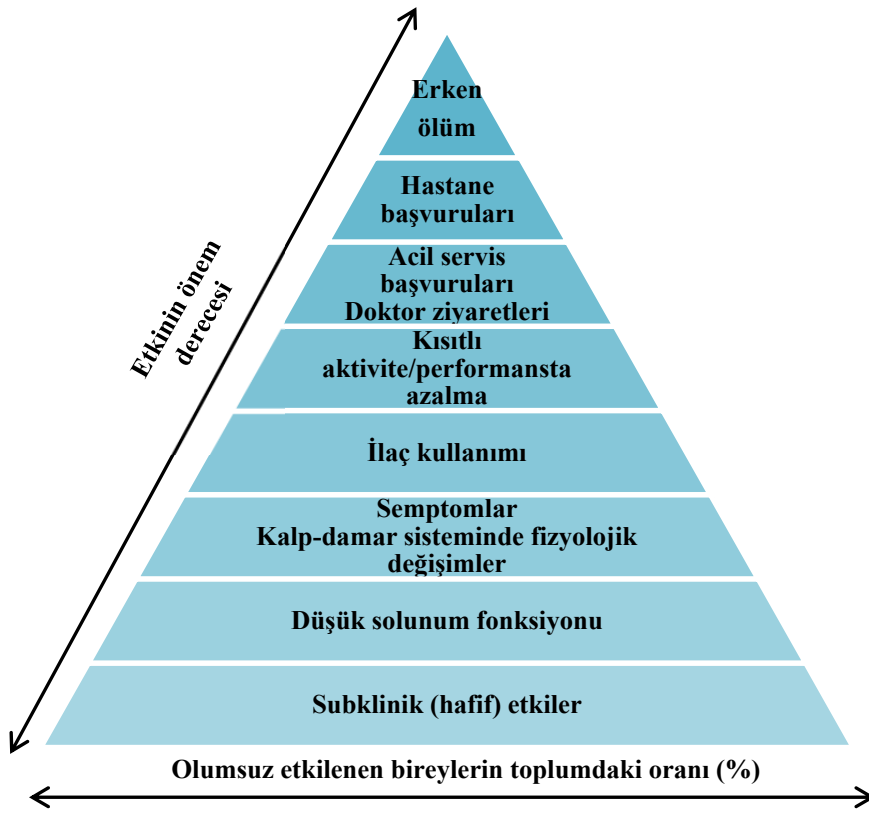 Erken
ölüm
Hastane
başvuruları
Acil servis
başvuruları
Doktor ziyaretleri
Kısıtlı
aktivite/performansta
azalma
İlaç kullanımı
Semptomlar
Kalp-damar sisteminde fizyolojik
değişimler
Düşük solunum fonksiyonu
Subklinik (hafif) etkiler
Etkinin önem
derecesi
Olumsuz etkilenen bireylerin toplumdaki oranı (%)